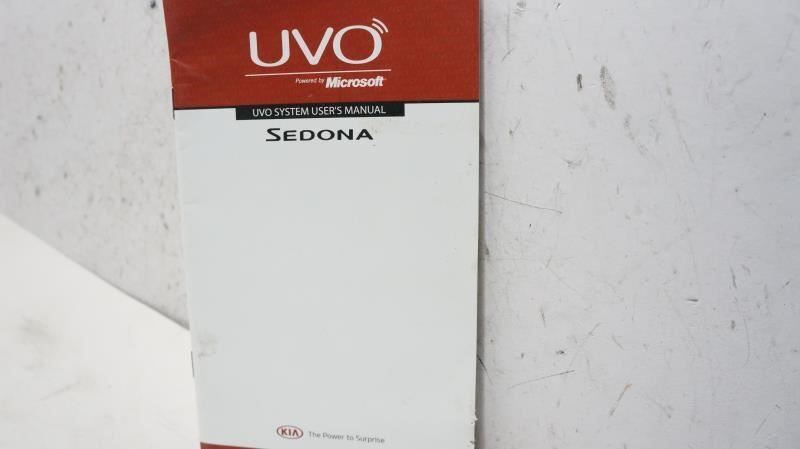 UVO
Powered by Microsoft
UVO SYSTEM USER'S MANUAL
SEDONA
KIA The Power to Surprise